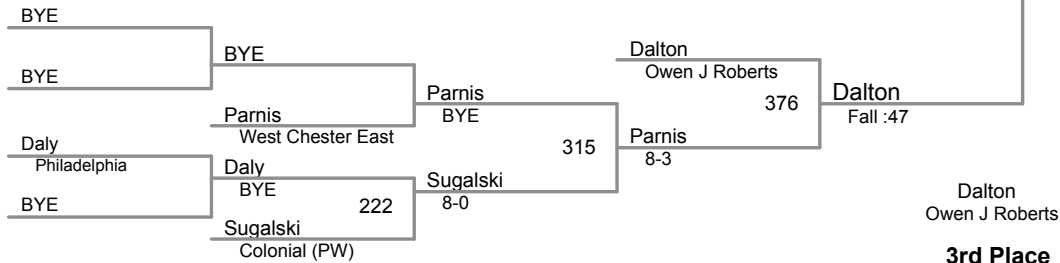 BYE
BYE
Daly
Philadelphia
BYE
BYE
Parnis
West Chester East
Daly
BYE
222
Sugalski
Colonial (PW)
Parnis
BYE
315
Sugalski
8-0
Dalton
Owen J Roberts
376
Parnis
8-3
Dalton
Fall :47
Dalton
Owen J Roberts
3rd Place